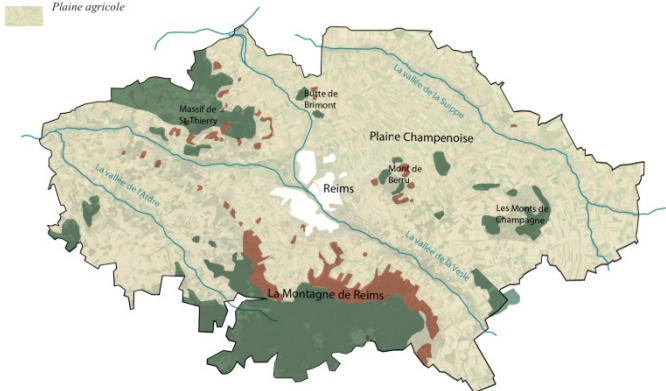 Plaine agricole
La vallée de la Suippe
Butte de
Brimont
Massif de
St-Thierry
Plaine Champenoise
Mont de
Berru
La vallée de l'Ardre
Reims
Les Monts de
Champagne
La vallée de la Vesle
La Montagne de Reims